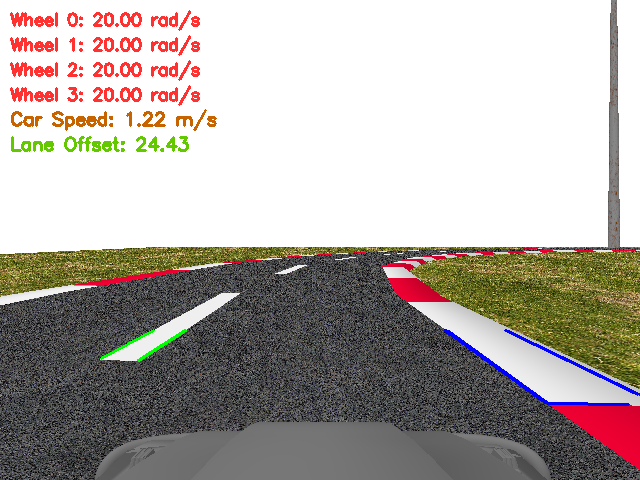 Wheel 0: 20.00 rad/s
Wheel 1: 20.00 rad/s
Wheel 2: 20.00 rad/s
Wheel 3: 20.00 rad/s
Car Speed: 1.22 m/s
Lane Offset: 24.43